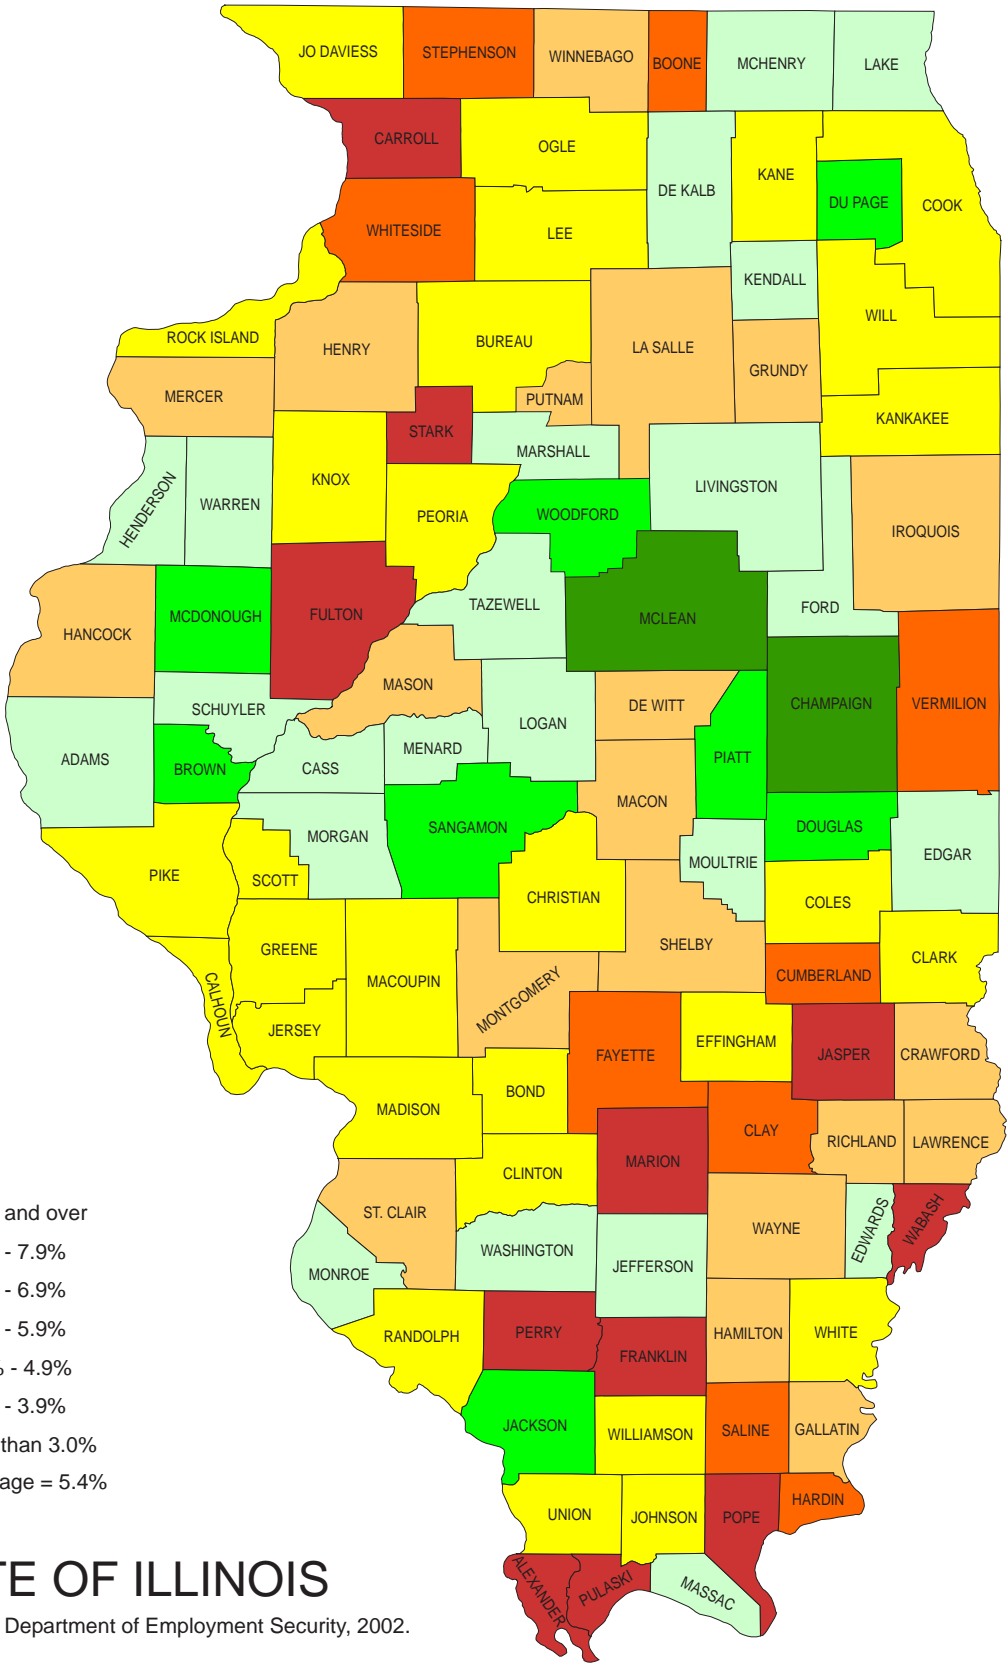 JO DAVIESS
STEPHENSON
WINNEBAGO
BOONE
MCHENRY
LAKE
CARROLL
OGLE
DE KALB
KANE
DU PAGE
COOK
WHITESIDE
LEE
KENDALL
WILL
ROCK ISLAND
HENRY
BUREAU
LA SALLE
GRUNDY
MERCER
PUTNAM
KANKAKEE
STARK
MARSHALL
HENDERSON
WARREN
KNOX
PEORIA
WOODFORD
LIVINGSTON
IROQUOIS
HANCOCK
MCDONOUGH
FULTON
TAZEWELL
MCLEAN
FORD
MASON
SCHUYLER
LOGAN
DE WITT
CHAMPAIGN
VERMILION
ADAMS
BROWN
CASS
MENARD
PIATT
MACON
MORGAN
SANGAMON
DOUGLAS
EDGAR
MOULTRIE
PIKE
SCOTT
CHRISTIAN
COLES
SHELBY
GREENE
CLARK
MACOUPIN
CUMBERLAND
CALHOUN
MONTGOMERY
JERSEY
EFFINGHAM
FAYETTE
JASPER
CRAWFORD
BOND
MADISON
CLAY
RICHLAND
LAWRENCE
MARION
CLINTON
ST. CLAIR
WAYNE
EDWARDS
WABASH
WASHINGTON
JEFFERSON
MONROE
RANDOLPH
PERRY
HAMILTON
WHITE
FRANKLIN
JACKSON
WILLIAMSON
SALINE
GALLATIN
UNION
JOHNSON
POPE
HARDIN
ALEXANDER
PULASKI
MASSAC
and over
- 7.9%
- 6.9%
- 5.9%
% - 4.9%
- 3.9%
than 3.0%
age = 5.4%
TE OF ILLINOIS
Department of Employment Security, 2002.